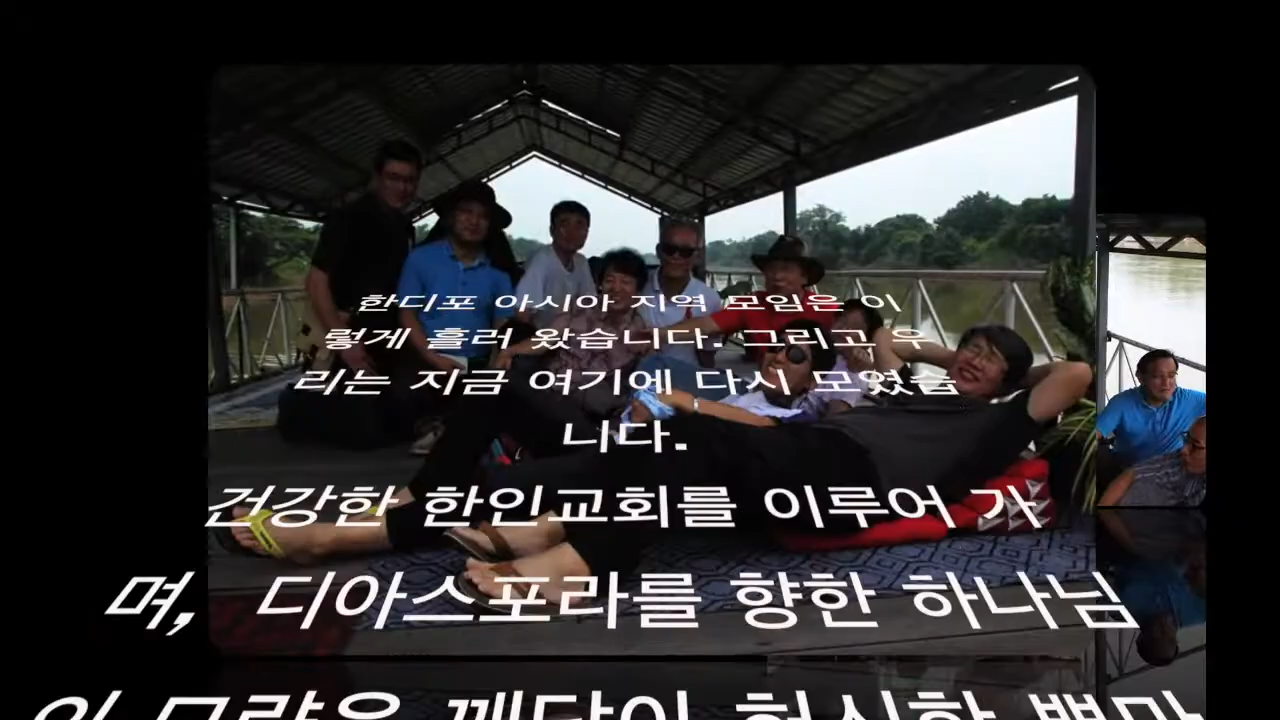 한디포 아시아 지역 모임은 이
렇게 흘러 왔습니다. 그리고 우
리는 지금 여기에 다시 모였습
니다.
건강한 한인교회를 이루어 가
며, 디아스포라를 향한 하나님